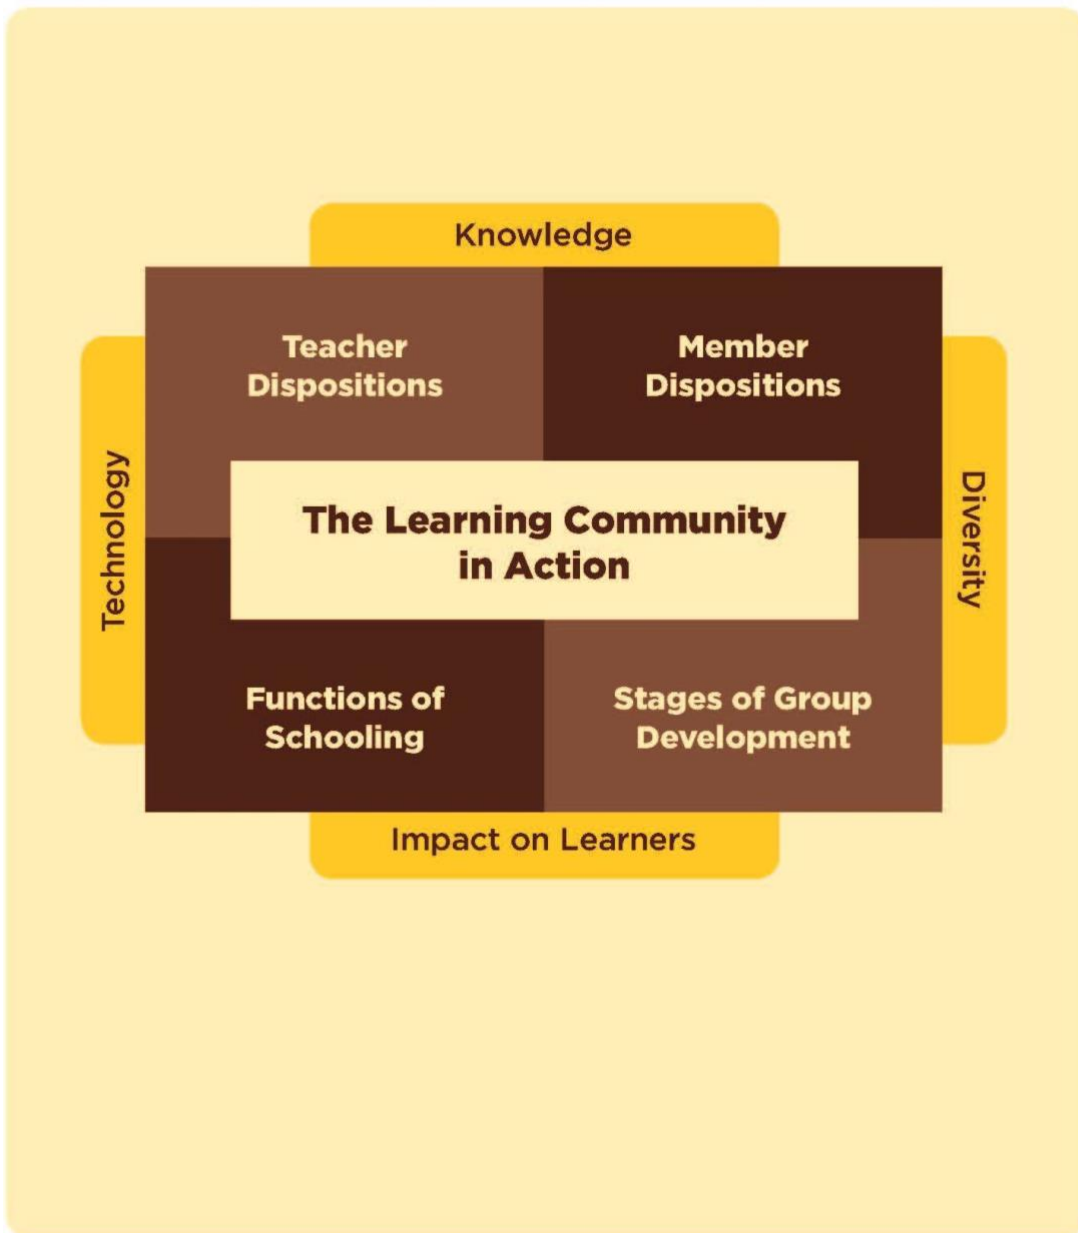 Knowledge
Teacher
Dispositions
Member
Dispositions
Technology
The Learning Community
in Action
Diversity
Functions of
Schooling
Stages of Group
Development
Impact on Learners